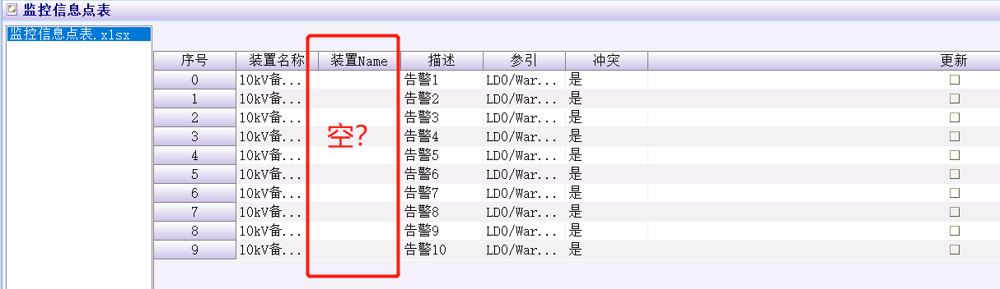 监控信息点表
监控信息点表.xlsx
序号 装置名称 装置Name 描述 参引 冲突 更新
0 10kV备... 告警1 LD0/War... 是
1 10kV备... 告警2 LD0/War... 是
2 10kV备... 告警3 LD0/War... 是
3 10kV备... 告警4 LD0/War... 是
4 10kV备... 告警5 LD0/War... 是
5 10kV备... 告警6 LD0/War... 是
6 10kV备... 告警7 LD0/War... 是
7 10kV备... 告警8 LD0/War... 是
8 10kV备... 告警9 LD0/War... 是
9 10kV备... 告警10 LD0/War... 是
空?